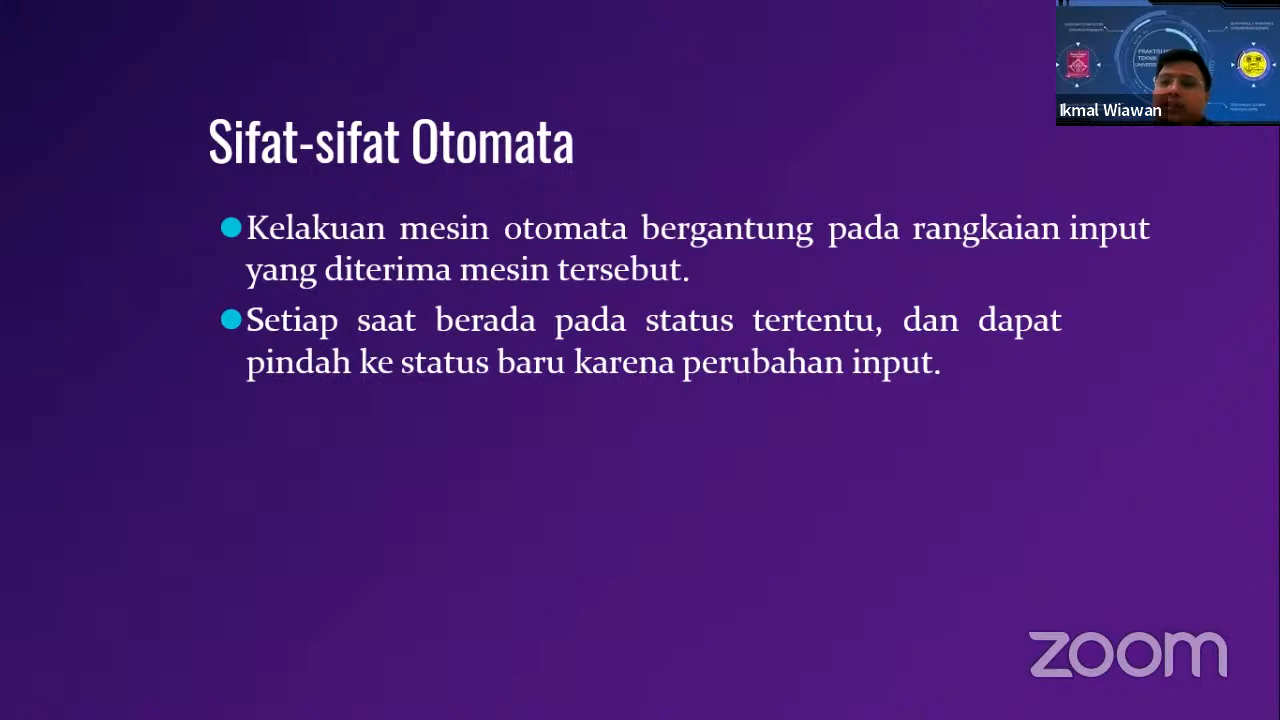 Sifat-sifat Otomata
Kelakuan mesin otomata bergantung pada rangkaian input
yang diterima mesin tersebut.
Setiap saat berada pada status tertentu, dan dapat
pindah ke status baru karena perubahan input.
Ikmal Wiawan
zoom